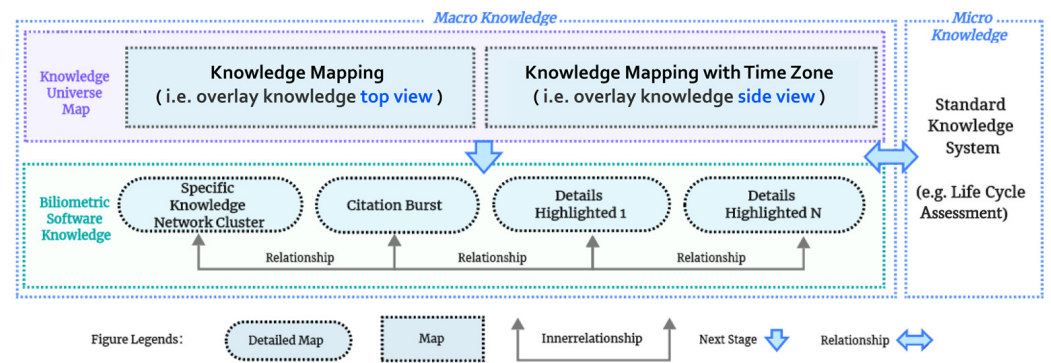 Macro Knowledge
Micro
Knowledge
Knowledge
Universe
Map
Knowledge Mapping
( i.e. overlay knowledge top view )
Knowledge Mapping with Time Zone
( i.e. overlay knowledge side view )
Standard
Knowledge
System
(e.g. Life Cycle
Assessment)
Biliometric
Software
Knowledge
Specific
Knowledge
Network Cluster
Citation Burst
Details
Highlighted 1
Details
Highlighted N
Relationship
Relationship
Relationship
Figure Legends:
Detailed Map
Map
Innerrelationship
Next Stage
Relationship